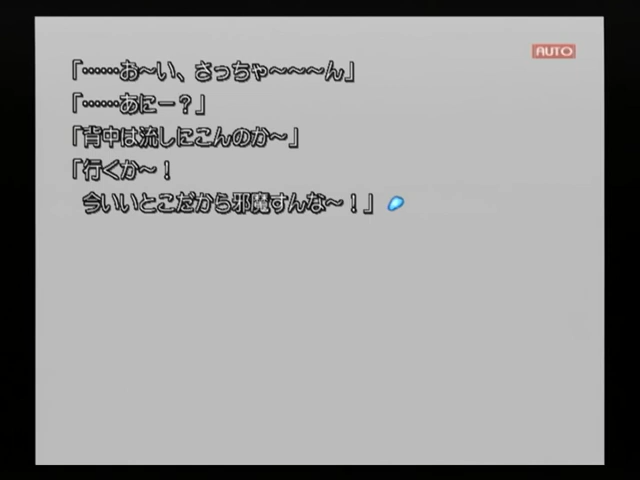 AUTO
「……お～い、さっちゃ～～～ん」
「……あにー？」
「背中は流しにこんのか～」
「行くか～！
今いいとこだから邪魔すんな～！」